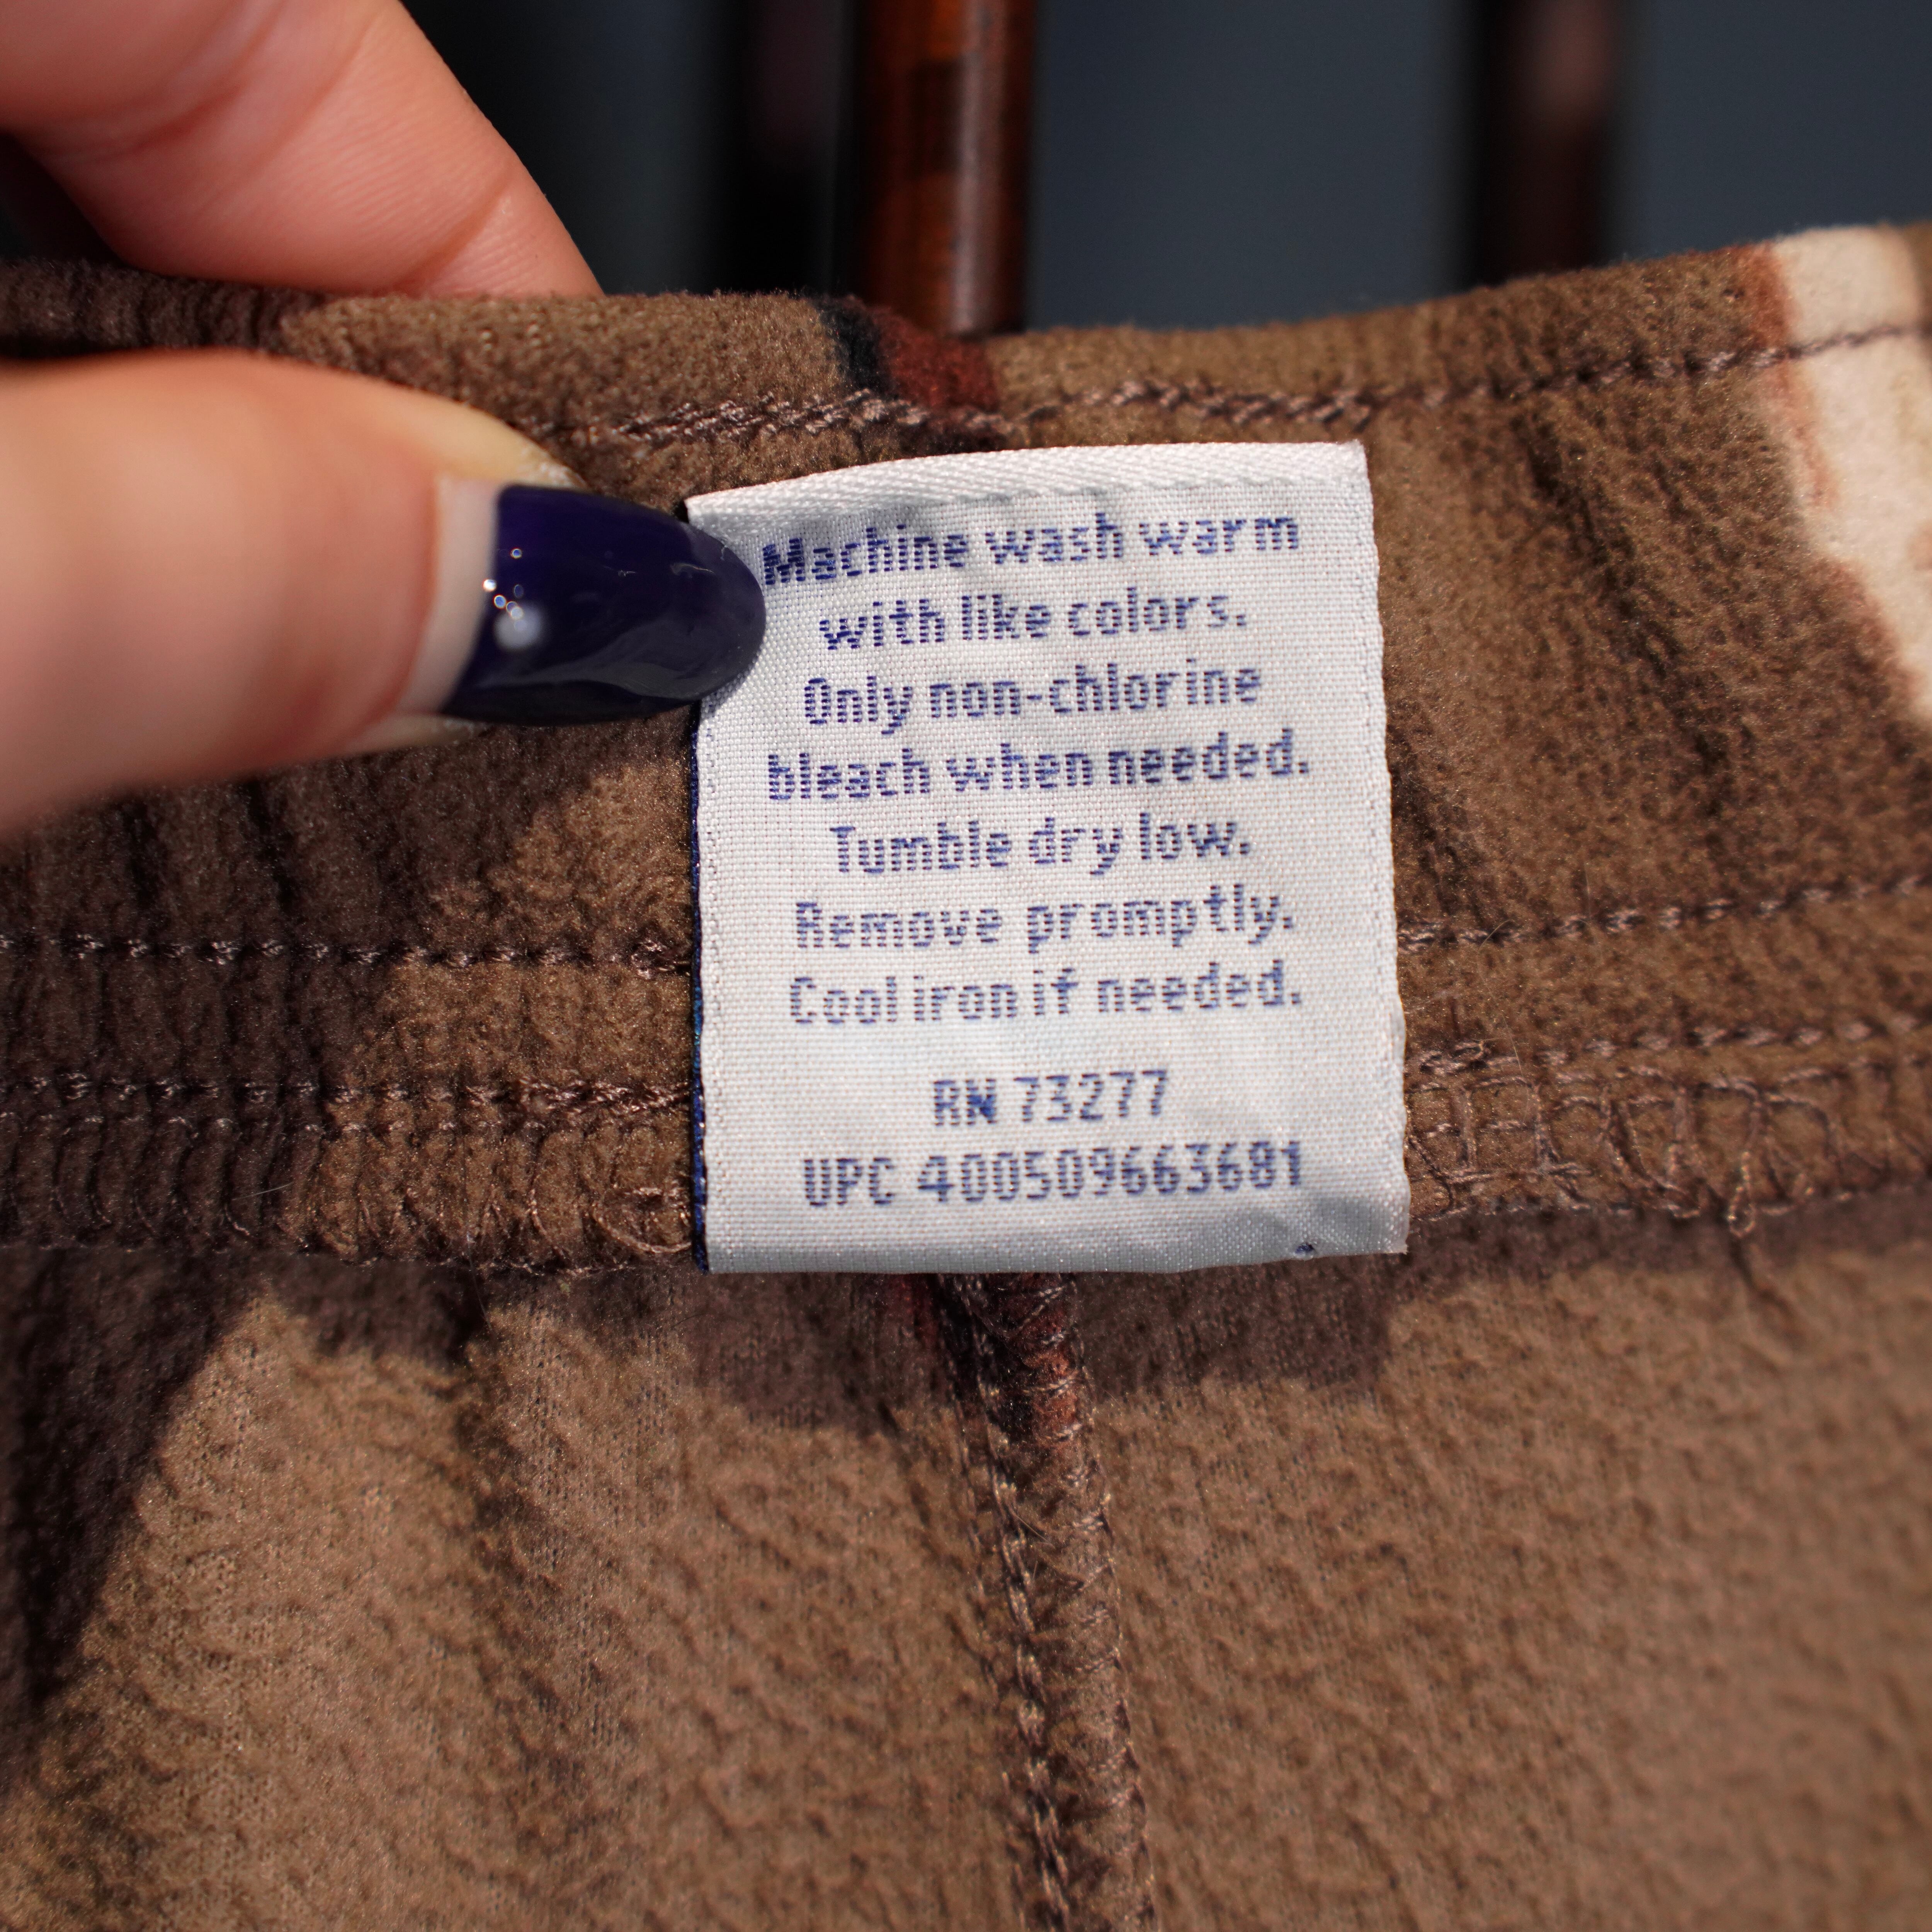 Machine wash warm
with like colors.
Only non-chlorine
bleach when needed.
Tumble dry low.
Remove promptly.
Cool iron if needed.
RN 73277
UPC 400509663681